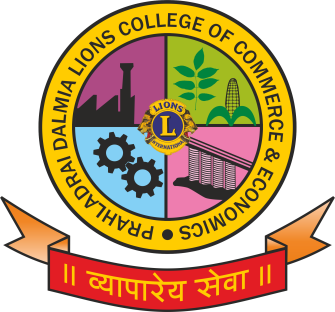 PRAHLADRAI DALMIA LIONS COLLEGE OF COMMERCE & ECONOMICS
LIONS
L
INTERNATIONAL
॥ व्यापारेय सेवा ॥